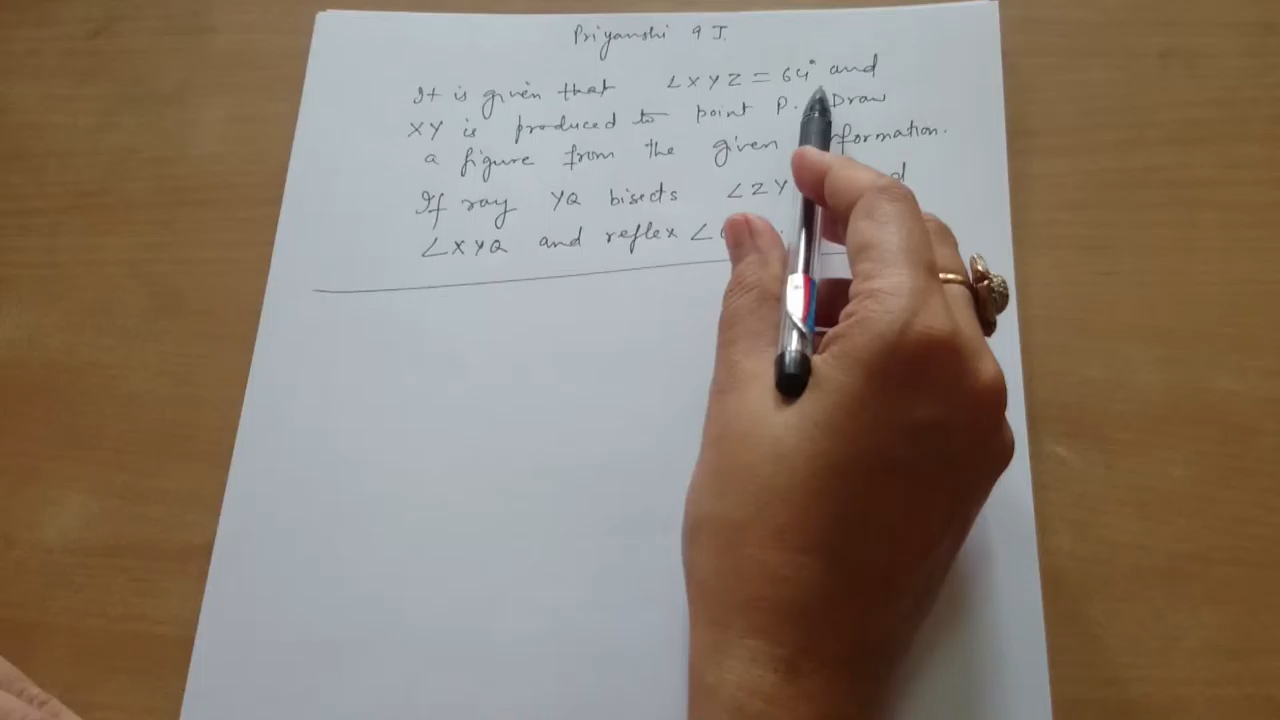 Priyanshi 9 J.
It is given that ∠XYZ = 64° and
XY is produced to point P. Draw
a figure from the given nformation.
If ray YQ bisects ∠ZY
∠XYQ and reflex ∠